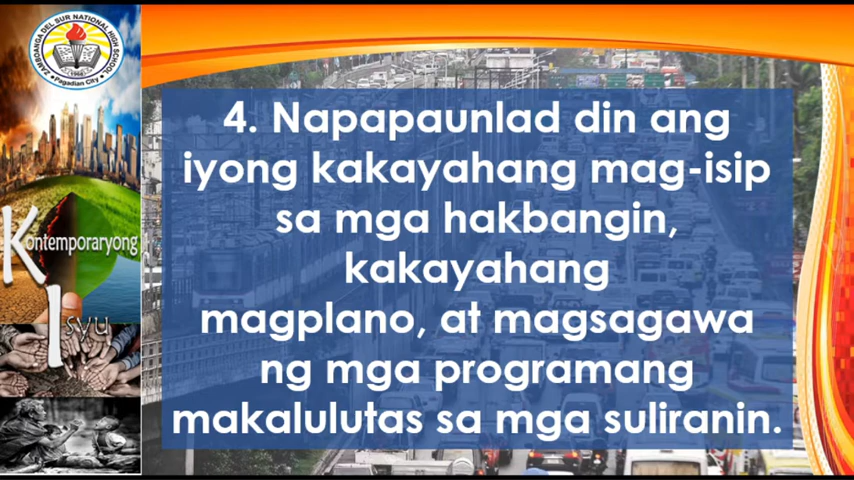 ZAMBOANGA DEL SUR NATIONAL HIGH SCHOOL
Pagadian City
Kontemporaryong
Isyu
4. Napapaunlad din ang
iyong kakayahang mag-isip
sa mga hakbangin,
kakayahang
magplano, at magsagawa
ng mga programang
makalulutas sa mga suliranin.